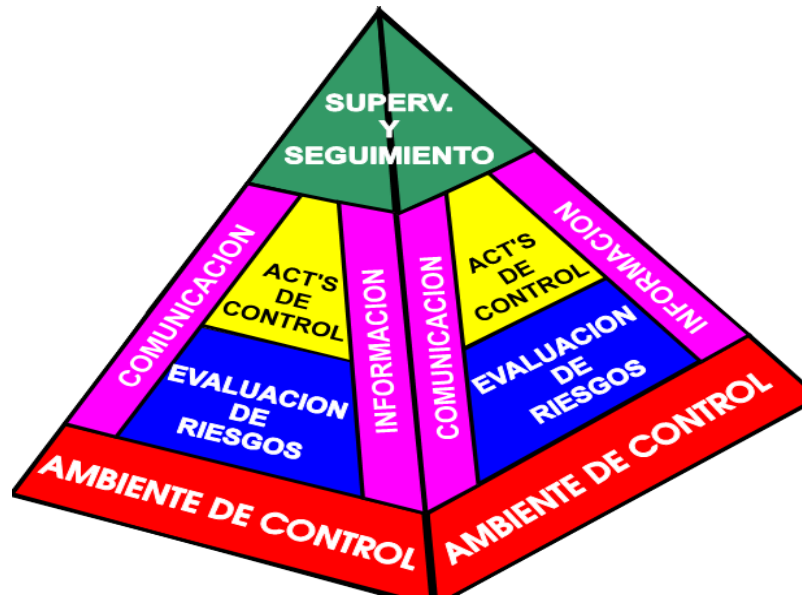 SUPERV.
Y
SEGUIMIENTO
COMUNICACION
ACT'S
DE
CONTROL
INFORMACION
EVALUACION
DE
RIESGOS
AMBIENTE DE CONTROL
COMUNICACION
ACT'S
DE
CONTROL
INFORMACION
EVALUACION
DE
RIESGOS
AMBIENTE DE CONTROL